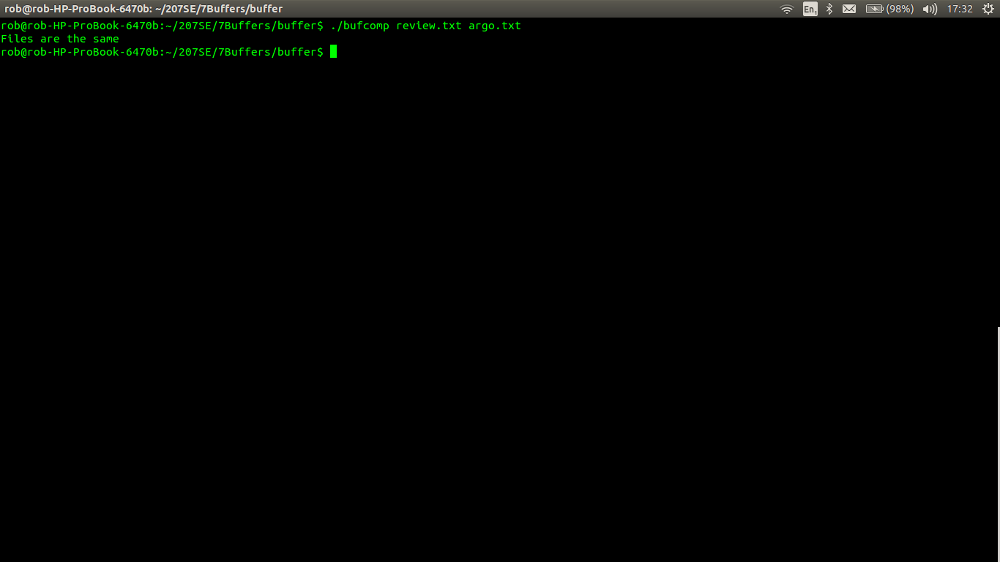 rob@rob-HP-ProBook-6470b: ~/207SE/7Buffers/buffer En1 (98%) 17:32
rob@rob-HP-ProBook-6470b:~/207SE/7Buffers/buffer$ ./bufcomp review.txt argo.txt
Files are the same
rob@rob-HP-ProBook-6470b:~/207SE/7Buffers/buffer$